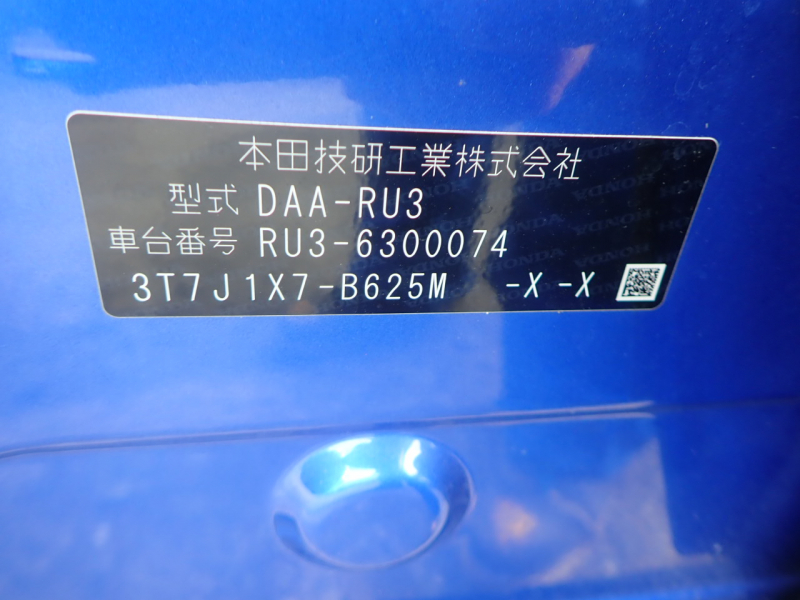 本田技研工業株式会社
型式 DAA-RU3
車台番号 RU3-6300074
3T7J1X7-B625M -X -X